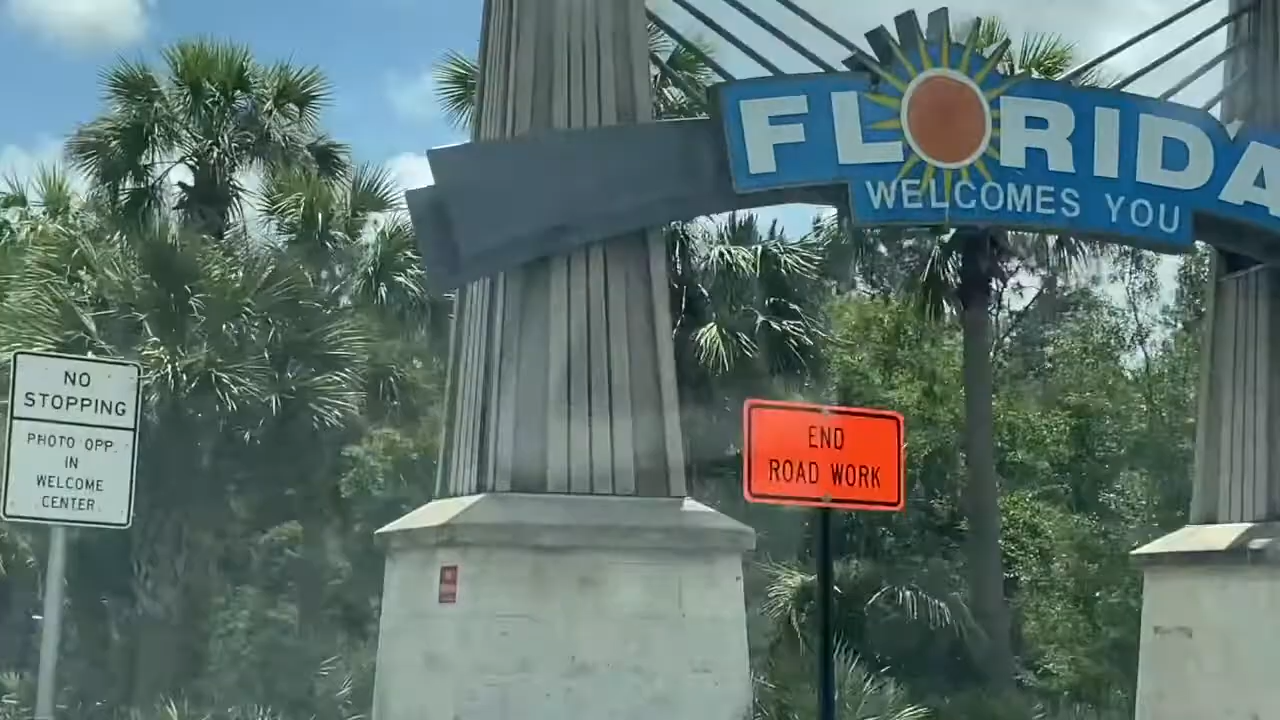 FLORIDA
WELCOMES YOU
NO
STOPPING
PHOTO OPP.
IN
WELCOME
CENTER
END
ROAD WORK